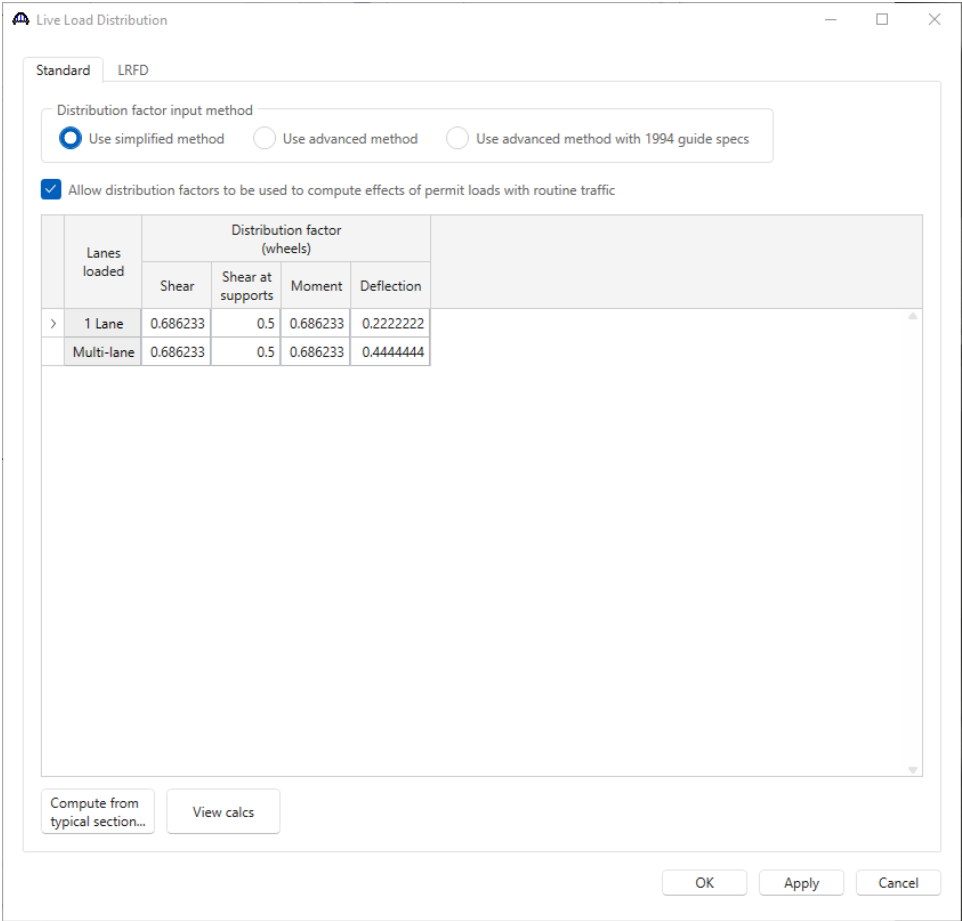 Live Load Distribution
Standard LRFD
Distribution factor input method
Use simplified method Use advanced method Use advanced method with 1994 guide specs
Allow distribution factors to be used to compute effects of permit loads with routine traffic
Lanes
loaded
Distribution factor
(wheels)
Shear
Shear at
supports
Moment
Deflection
1 Lane 0.686233 0.5 0.686233 0.2222222
Multi-lane 0.686233 0.5 0.686233 0.4444444
Compute from
typical section...
View calcs
OK Apply Cancel